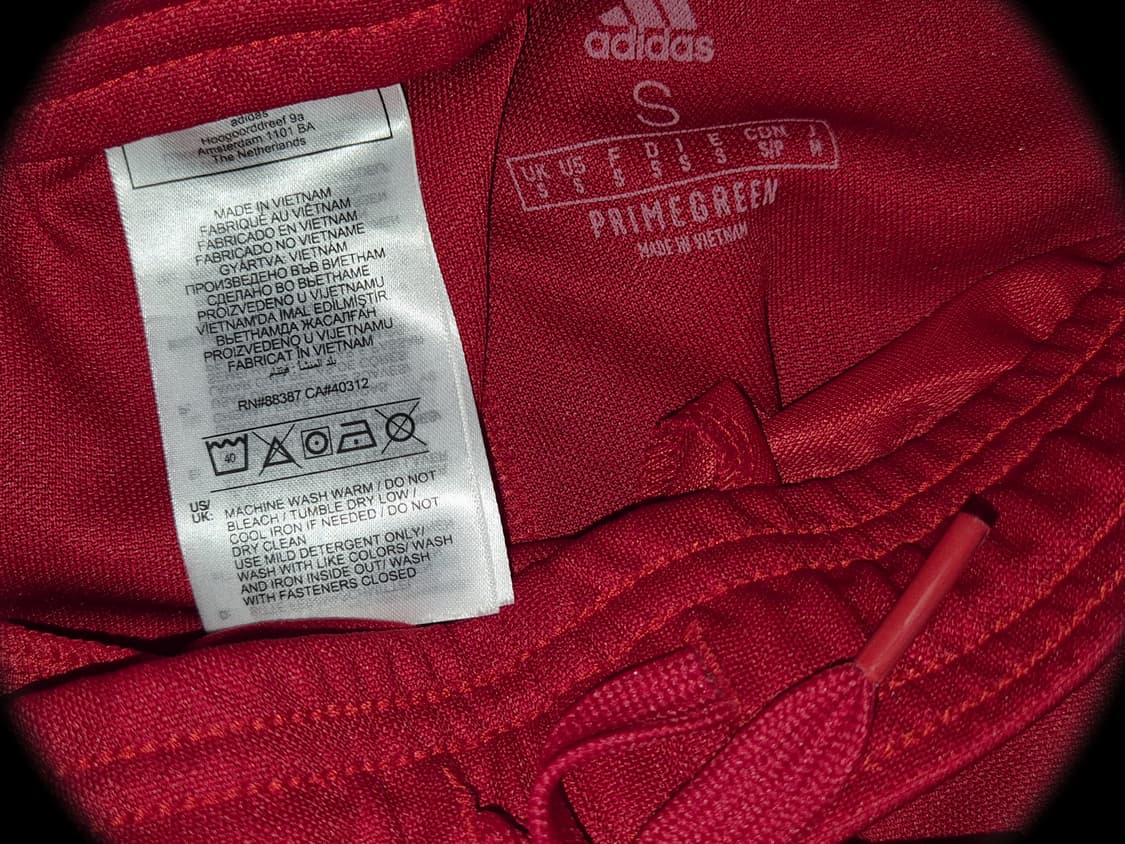 adidas
Hoogoorddreef 9a
Amsterdam 1101 BA
The Netherlands
MADE IN VIETNAM
FABRIQUÉ AU VIETNAM
FABRICADO EN VIETNAM
FABRICADO NO VIETNAME
GYÁRTVA: VIETNAM
ПРОИЗВЕДЕНО ВЪВ ВИЕТНАМ
СДЕЛАНО ВО ВЬЕТНАМЕ
PROIZVEDENO U VIJETNAMU
VIETNAM'DA İMAL EDİLMİŞTİR
ВЬЕТНАМДА ЖАСАЛҒАН
PROIZVEDENO U VIJETNAMU
FABRICAT ÎN VIETNAM
بلد المنشأ : فيتنام
RN#88387 CA#40312
40
US/
UK:
MACHINE WASH WARM / DO NOT
BLEACH / TUMBLE DRY LOW /
COOL IRON IF NEEDED / DO NOT
DRY CLEAN
USE MILD DETERGENT ONLY/
WASH WITH LIKE COLORS/ WASH
AND IRON INSIDE OUT/ WASH
WITH FASTENERS CLOSED
adidas
S
UK US F D I E CDN J
S S S S S S S/P M
PRIMEGREEN
MADE IN VIETNAM